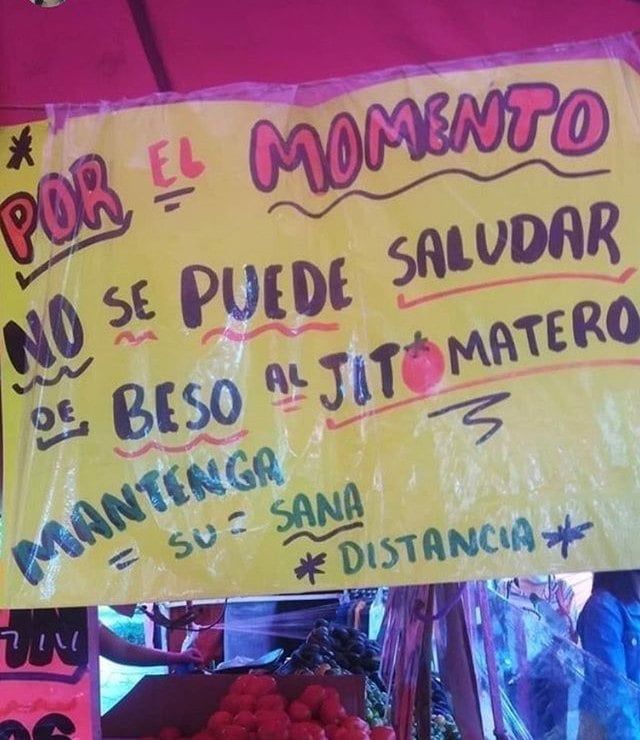 * POR EL MOMENTO
NO SE PUEDE SALUDAR
DE BESO AL JITOMATERO
MANTENGA
= SU = SANA
* DISTANCIA *